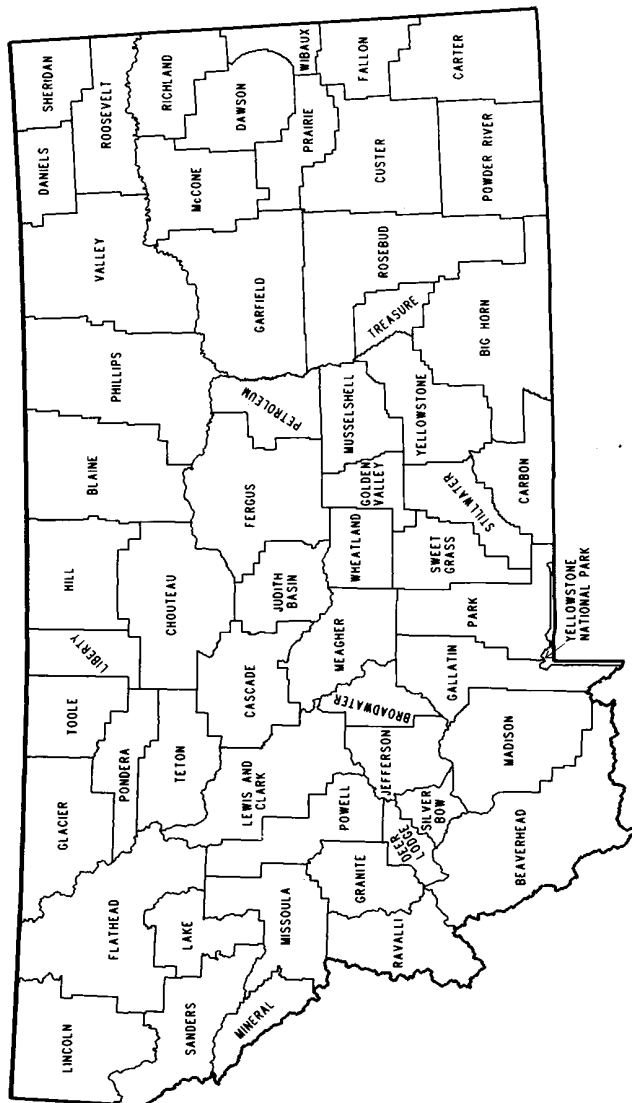 LINCOLN
FLATHEAD
GLACIER
TOOLE
LIBERTY
HILL
BLAINE
PHILLIPS
VALLEY
DANIELS
SHERIDAN
ROOSEVELT
SANDERS
LAKE
PONDERA
TETON
CHOUTEAU
RICHLAND
McCONE
DAWSON
MINERAL
MISSOULA
LEWIS AND
CLARK
CASCADE
JUDITH
BASIN
FERGUS
PETROLEUM
GARFIELD
PRAIRIE
WIBAUX
POWELL
GRANITE
RAVALLI
DEER
LODGE
SILVER
BOW
JEFFERSON
BROADWATER
MEAGHER
WHEATLAND
GOLDEN
VALLEY
MUSSELSHELL
TREASURE
ROSEBUD
CUSTER
FALLON
BEAVERHEAD
MADISON
GALLATIN
PARK
SWEET
GRASS
STILLWATER
YELLOWSTONE
CARBON
BIG HORN
POWDER RIVER
CARTER
YELLOWSTONE
NATIONAL PARK